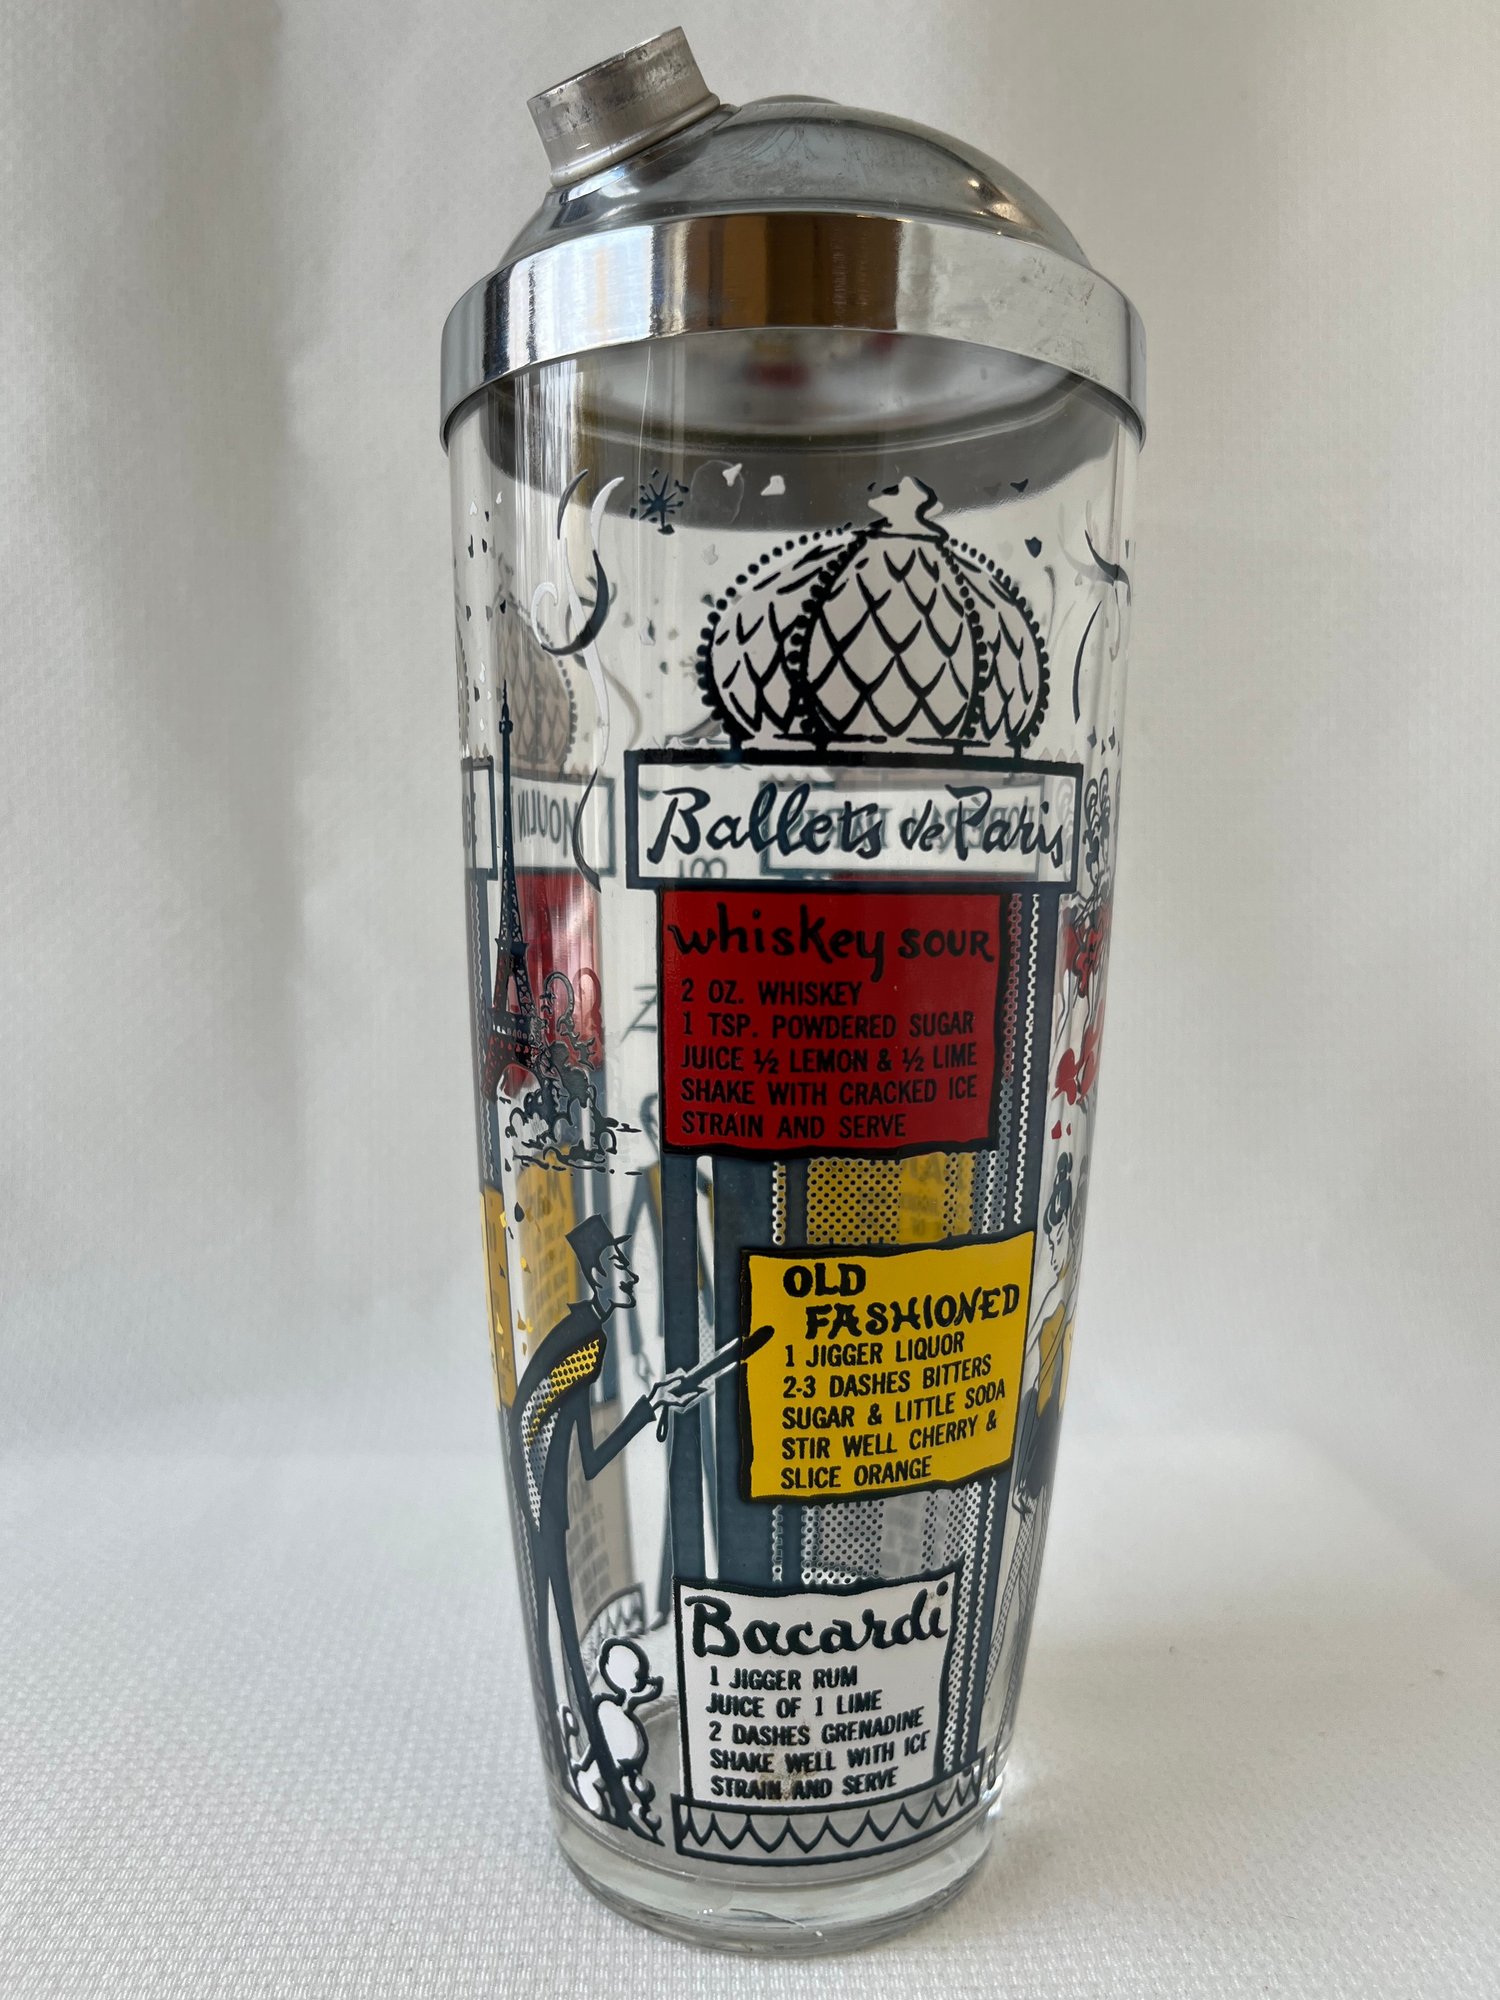 Ballets de Paris
whiskey SOUR
2 OZ. WHISKEY
1 TSP. POWDERED SUGAR
JUICE ½ LEMON & ½ LIME
SHAKE WITH CRACKED ICE
STRAIN AND SERVE
OLD
FASHIONED
1 JIGGER LIQUOR
2-3 DASHES BITTERS
SUGAR & LITTLE SODA
STIR WELL CHERRY &
SLICE ORANGE
Bacardi
1 JIGGER RUM
JUICE OF 1 LIME
2 DASHES GRENADINE
SHAKE WELL WITH ICE
STRAIN AND SERVE
MOULIN